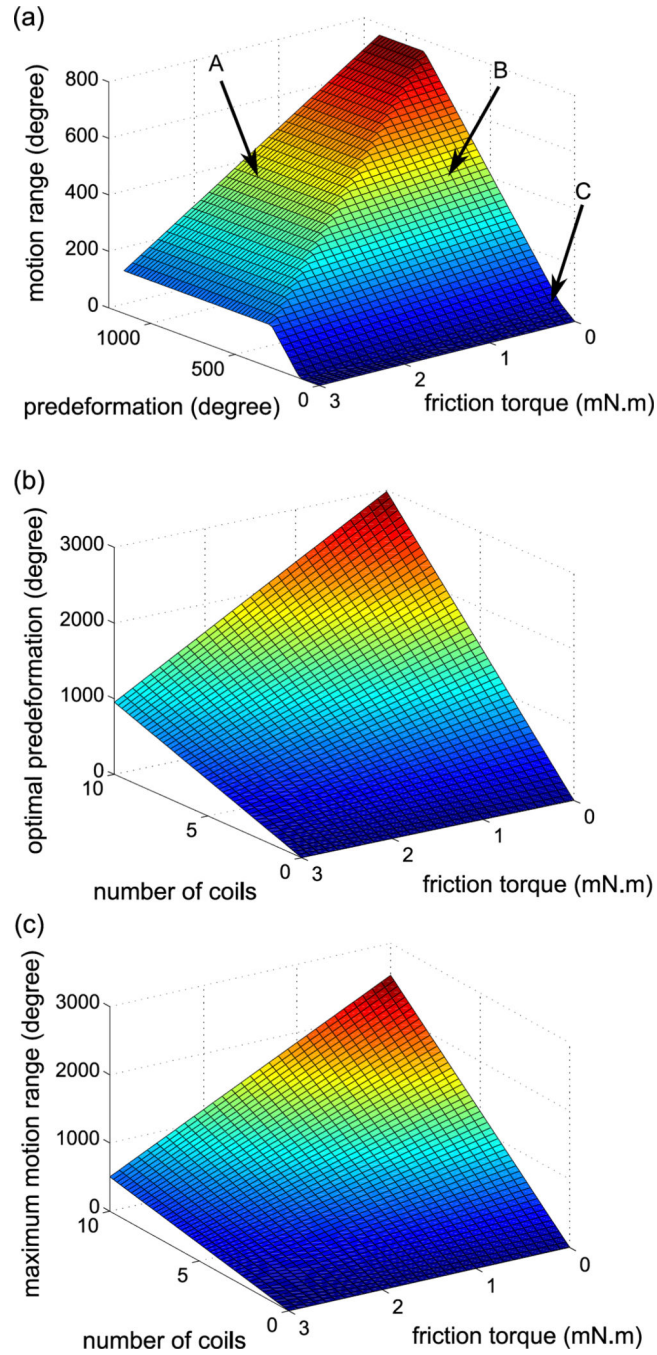 (a)
A
B
C
800
600
400
200
0
motion range (degree)
1000
500
0
predeformation (degree)
3
2
1
0
friction torque (mN.m)
(b)
3000
2000
1000
0
optimal predeformation (degree)
10
5
0
number of coils
3
2
1
0
friction torque (mN.m)
(c)
3000
2000
1000
0
maximum motion range (degree)
10
5
0
number of coils
3
2
1
0
friction torque (mN.m)